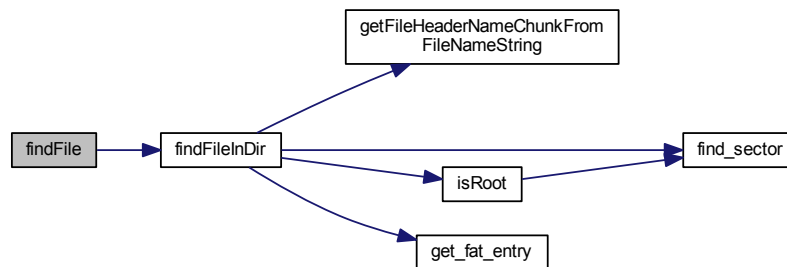 getFileHeaderNameChunkFrom
FileNameString
findFile
findFileInDir
find_sector
isRoot
get_fat_entry